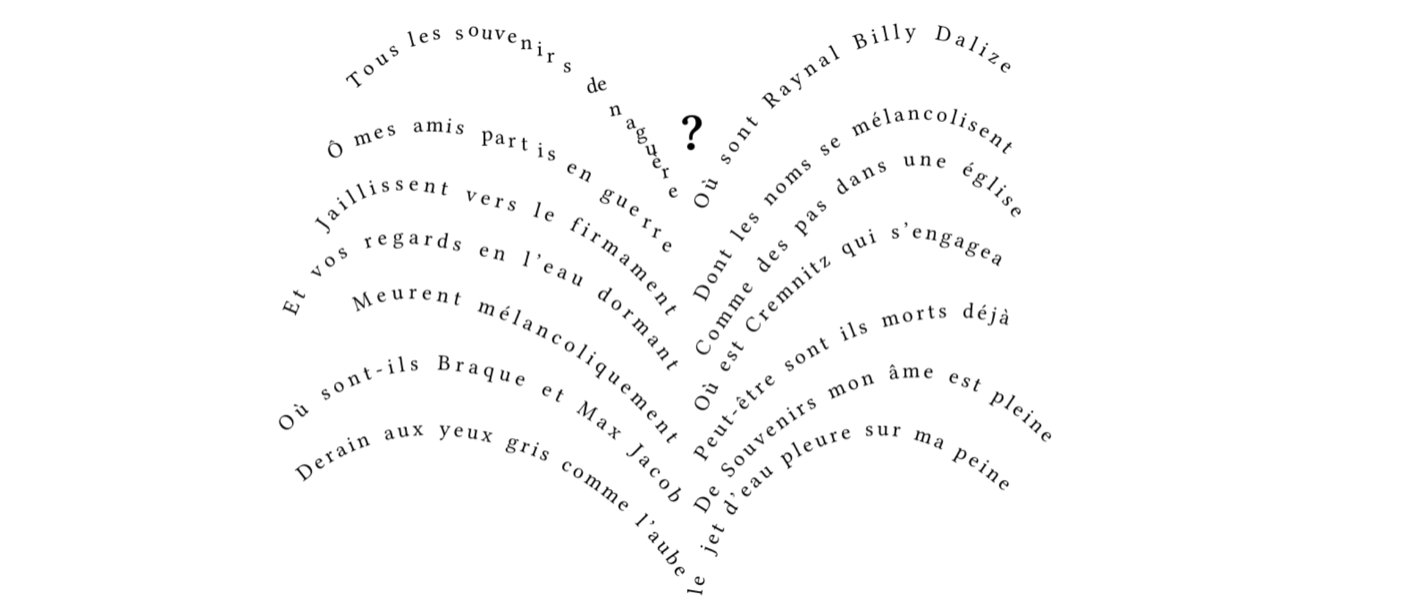 Tous les souvenirs de naguere
?
Ô mes amis partis en guerre
Jaillissent vers le firmament
Et vos regards en l'eau dormant
Meurent mélancoliquement
Où sont-ils Braque et Max Jacob
Derain aux yeux gris comme l'aube
Où sont Raynal Billy Dalize
Dont les noms se mélancolisent
Comme des pas dans une église
Où est Cremnitz qui s'engagea
Peut-être sont ils morts déjà
De Souvenirs mon âme est pleine
le jet d'eau pleure sur ma peine